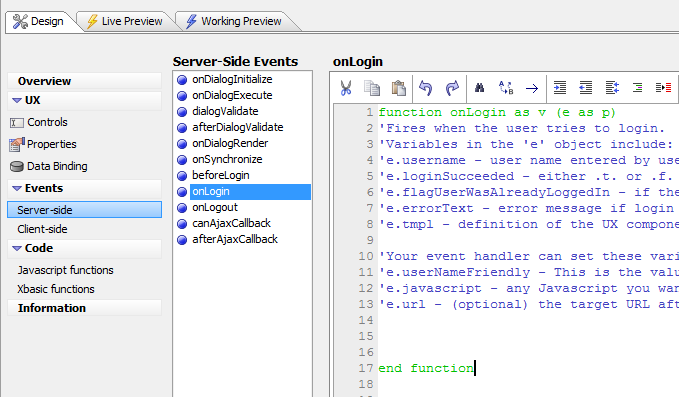 Design
Live Preview
Working Preview
Overview
UX
Controls
Properties
Data Binding
Events
Server-side
Client-side
Code
Javascript functions
Xbasic functions
Information
Server-Side Events
onDialogInitialize
onDialogExecute
dialogValidate
afterDialogValidate
onDialogRender
onSynchronize
beforeLogin
onLogin
onLogout
canAjaxCallback
afterAjaxCallback
onLogin
1 function onLogin as v (e as p)
2 'Fires when the user tries to login.
3 'Variables in the 'e' object include:
4 'e.username - user name entered by use
5 'e.loginSucceeded - either .t. or .f.
6 'e.flagUserWasAlreadyLoggedIn - if the
7 'e.errorText - error message if login
8 'e.tmpl - definition of the UX compone
9
10 'Your event handler can set these vari
11 'e.userNameFriendly - This is the valu
12 'e.javascript - any Javascript you wan
13 'e.url - (optional) the target URL aft
14
15
16
17 end function
18